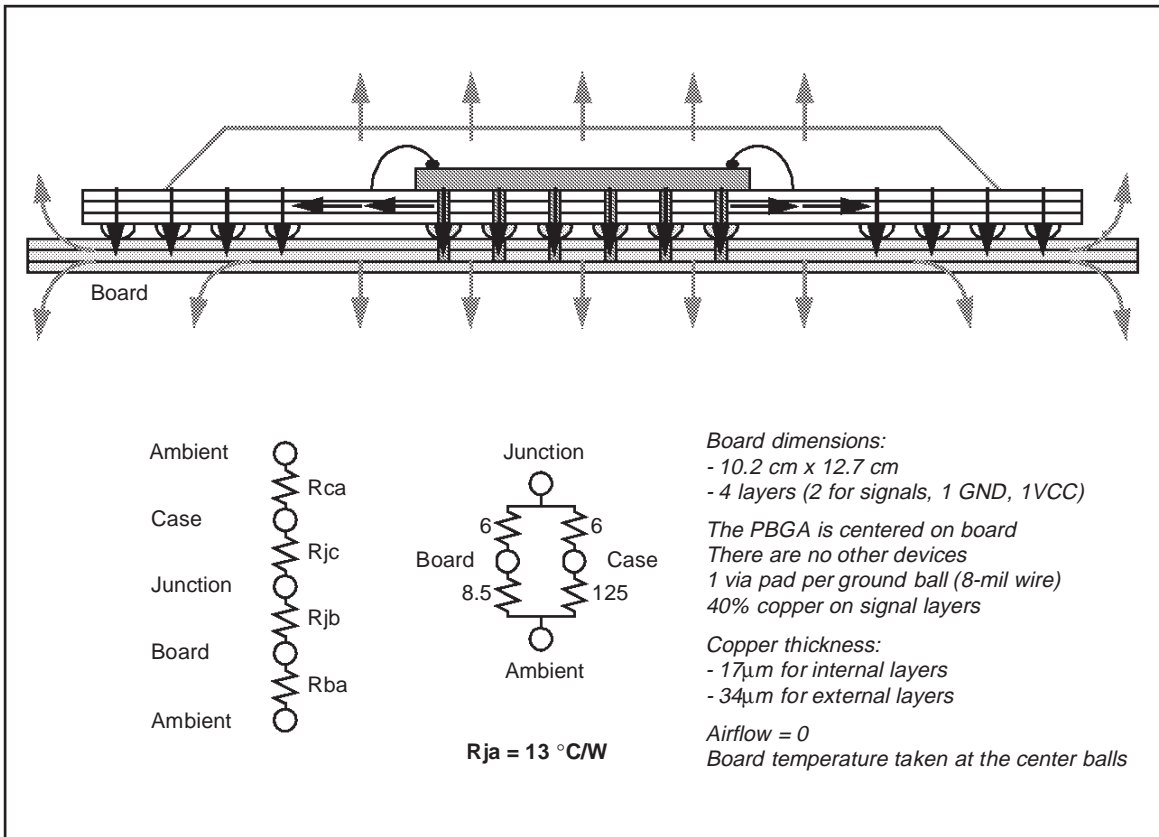 Board
Ambient
Rca
Case
Rjc
Junction
Rjb
Board
Rba
Ambient
Junction
6
6
Board
Case
8.5
125
Ambient
Rja = 13 °C/W
Board dimensions:
- 10.2 cm x 12.7 cm
- 4 layers (2 for signals, 1 GND, 1VCC)
The PBGA is centered on board
There are no other devices
1 via pad per ground ball (8-mil wire)
40% copper on signal layers
Copper thickness:
- 17µm for internal layers
- 34µm for external layers
Airflow = 0
Board temperature taken at the center balls